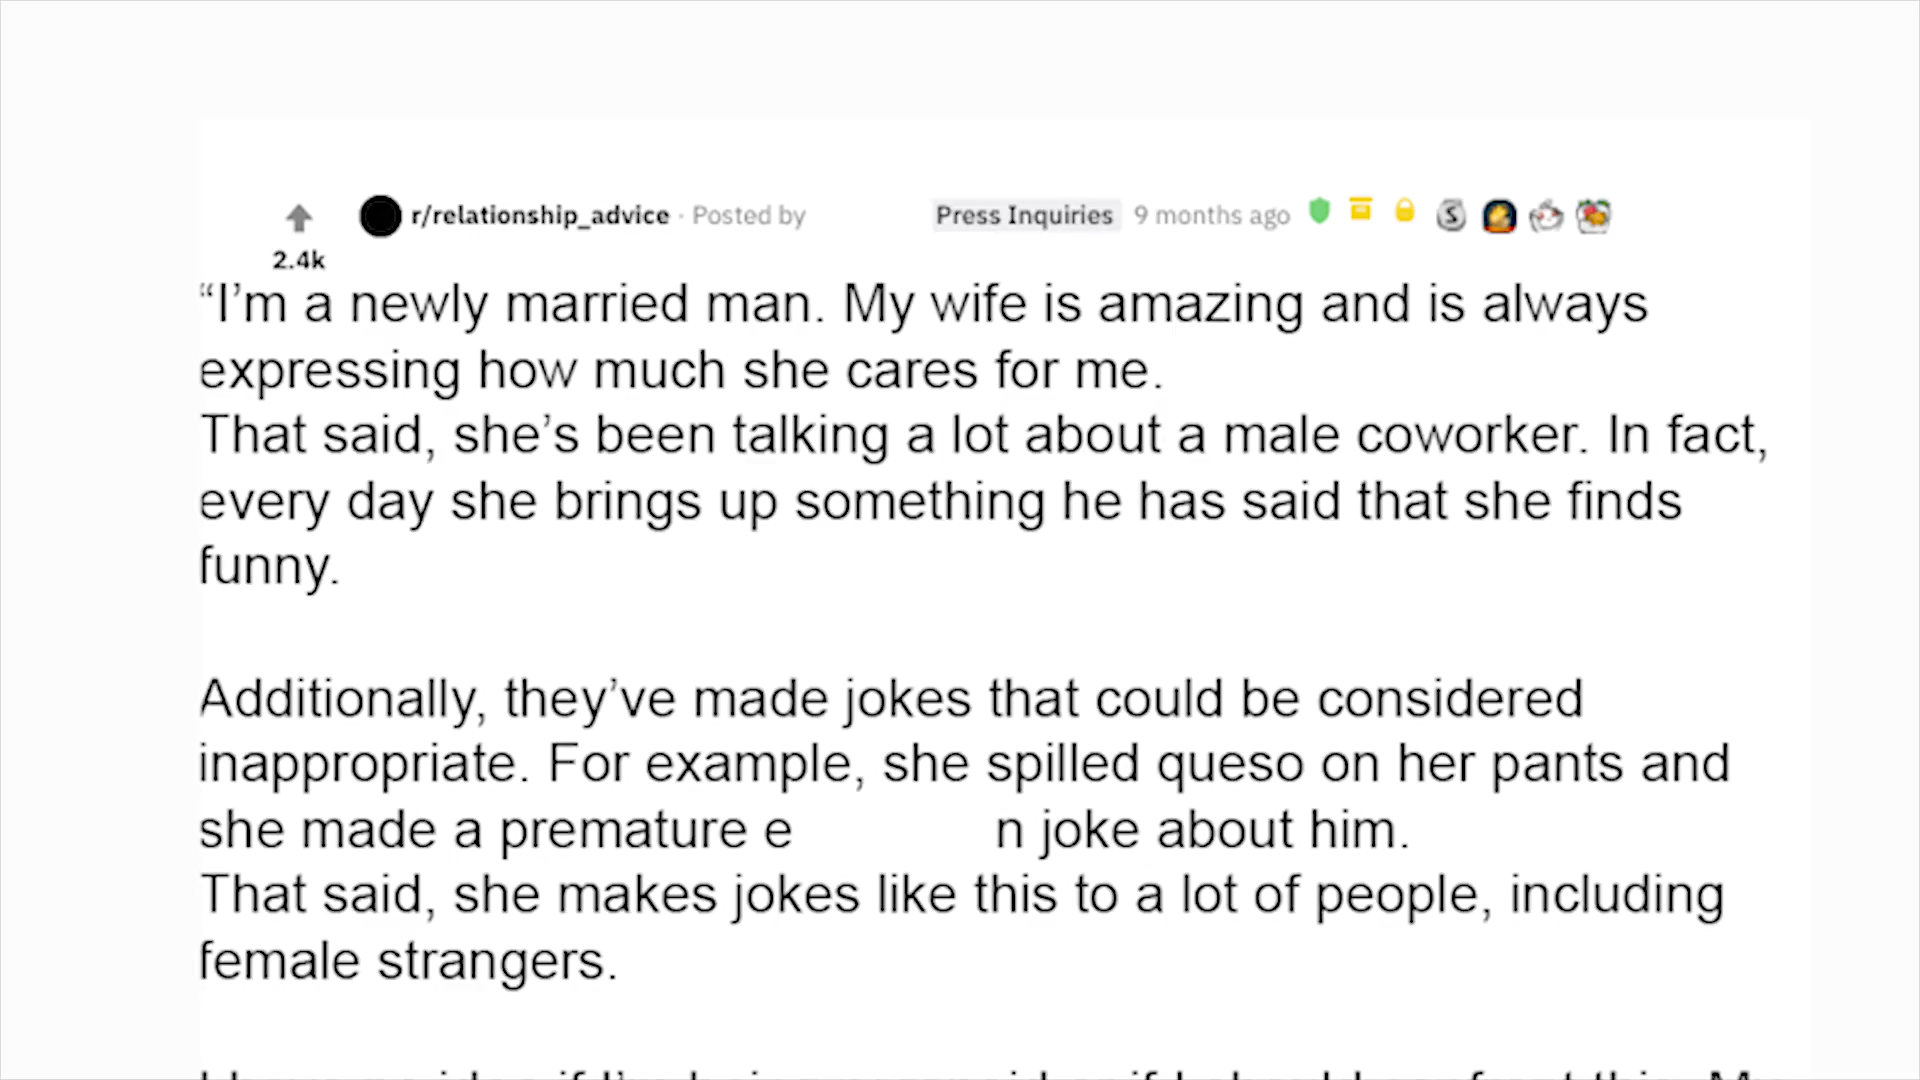 r/relationship_advice · Posted by Press Inquiries 9 months ago
2.4k
“I’m a newly married man. My wife is amazing and is always
expressing how much she cares for me.
That said, she’s been talking a lot about a male coworker. In fact,
every day she brings up something he has said that she finds
funny.
Additionally, they’ve made jokes that could be considered
inappropriate. For example, she spilled queso on her pants and
she made a premature e n joke about him.
That said, she makes jokes like this to a lot of people, including
female strangers.